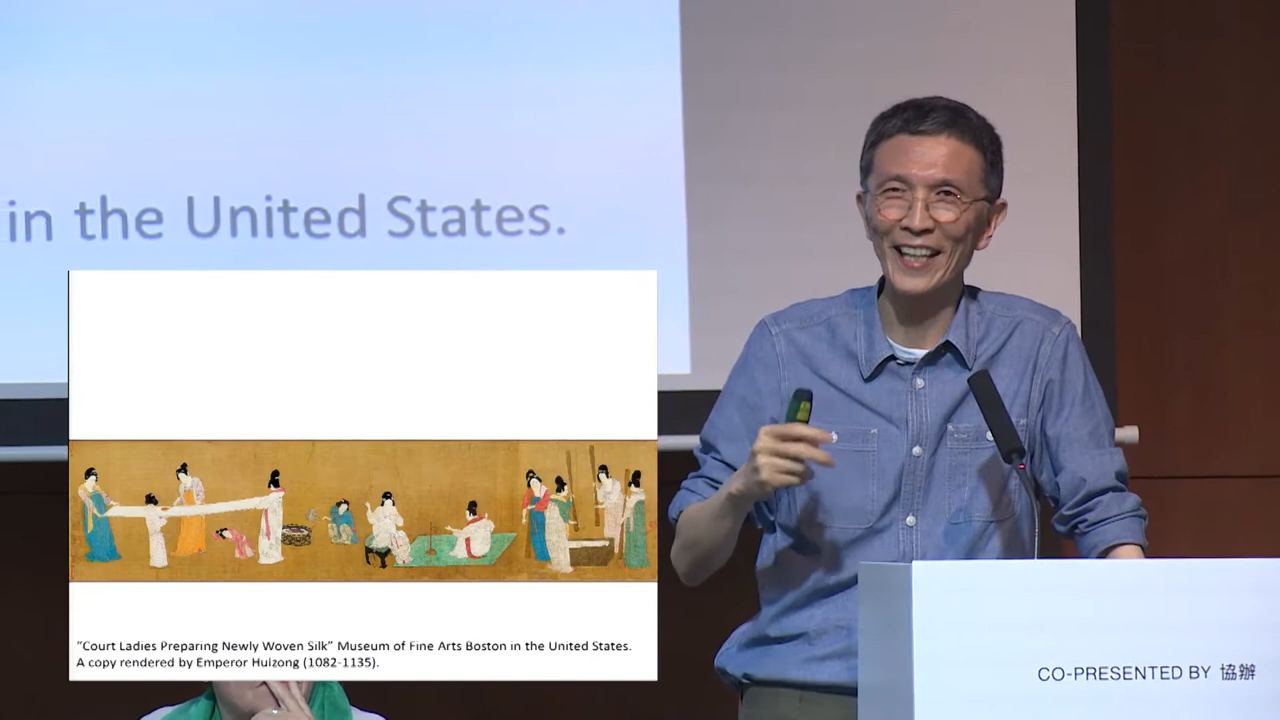 in the United States.
"Court Ladies Preparing Newly Woven Silk" Museum of Fine Arts Boston in the United States.
A copy rendered by Emperor Huizong (1082-1135).
CO-PRESENTED BY 協辦